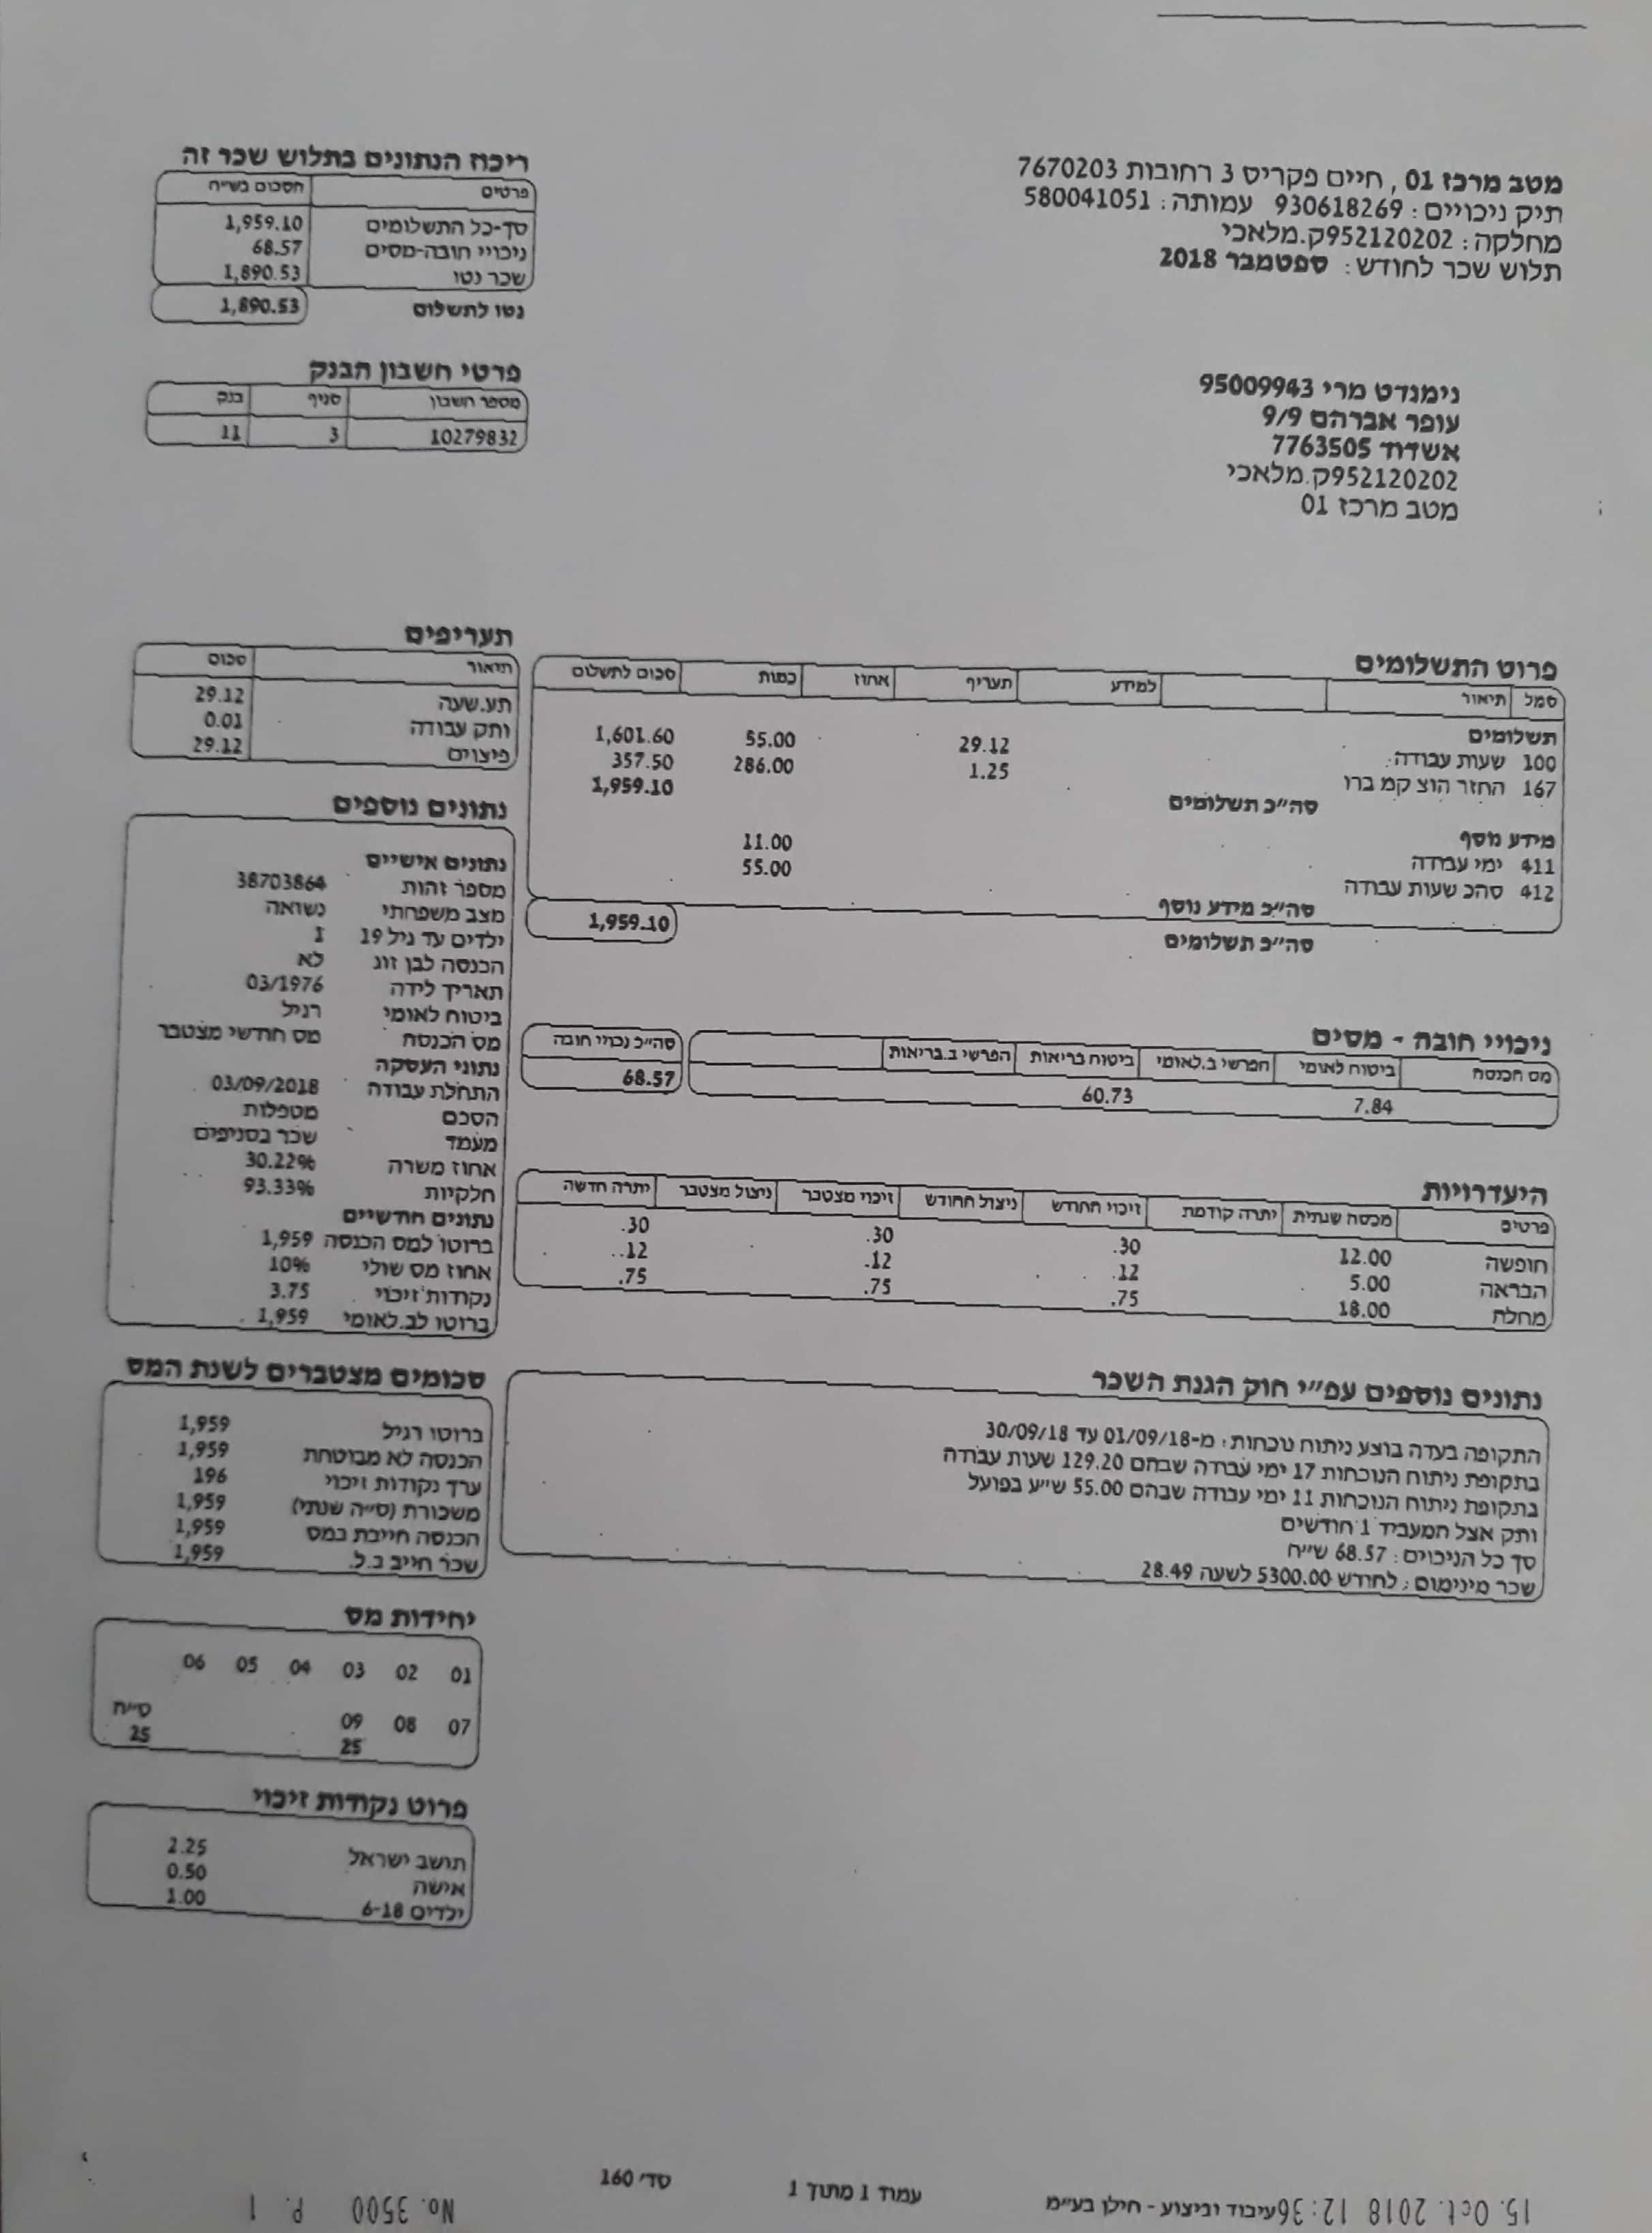 מטב מרכז 01 , חיים פקריס 3 רחובות 7670203
תיק ניכויים : 930618269 עמותה : 580041051
מחלקה : 952120202ק.מלאכי
תלוש שכר לחודש : ספטמבר 2018
ריכוז הנתונים בתלוש שכר זה
פרטים הסכום בש״ח
סך-כל התשלומים 1,959.10
ניכויי חובה-מסים 68.57
שכר נטו 1,890.53
נטו לתשלום 1,890.53
פרטי חשבון הבנק
מספר חשבון סניף בנק
10279832 3 11
נימנדט מרי 95009943
עופר אברהם 9/9
אשדוד 7763505
952120202ק.מלאכי
מטב מרכז 01
פרוט התשלומים
סמל תיאור למידע תעריף אחוז כמות סכום לתשלום
תשלומים
100 שעות עבודה 29.12 55.00 1,601.60
167 החזר הוצ קמ ברו 1.25 286.00 357.50
סה״כ תשלומים 1,959.10
מידע נוסף
411 ימי עבודה 11.00
412 סהכ שעות עבודה 55.00
סה״כ מידע נוסף
סה״כ תשלומים 1,959.10
תעריפים
תיאור סכום
תע.שעה 29.12
ותק עבודה 0.01
פיצוים 29.12
נתונים נוספים
נתונים אישיים
מספר זהות 38703864
מצב משפחתי נשואה
ילדים עד גיל 19 1
הכנסה לבן זוג לא
תאריך לידה 03/1976
ביטוח לאומי רגיל
מס הכנסה מס חודשי מצטבר
נתוני העסקה
התחלת עבודה 03/09/2018
הסכם מטפלות
מעמד שכר בסניפים
אחוז משרה 30.22%
חלקיות 93.33%
נתונים חודשיים
ברוטו למס הכנסה 1,959
אחוז מס שולי 10%
נקודות זיכוי 3.75
ברוטו לב.לאומי 1,959
ניכויי חובה - מסים
מס הכנסה ביטוח לאומי הפרשי ב.לאומי ביטוח בריאות הפרשי ב.בריאות סה״כ נכויי חובה
7.84 60.73 68.57
היעדרויות
פרטים מכסה שנתית יתרה קודמת זיכוי החודש ניצול החודש זיכוי מצטבר ניצול מצטבר יתרה חדשה
חופשה 12.00 .30 .30 .30
הבראה 5.00 .12 .12 .12
מחלה 18.00 .75 .75 .75
נתונים נוספים עפ״י חוק הגנת השכר
התקופה בעדה בוצע ניתוח נוכחות : מ-01/09/18 עד 30/09/18
בתקופת ניתוח הנוכחות 17 ימי עבודה שבהם 129.20 שעות עבודה
בתקופת ניתוח הנוכחות 11 ימי עבודה שבהם 55.00 ש״ע בפועל
ותק אצל המעביד 1 חודשים
סך כל הניכוים : 68.57 ש״ח
שכר מינימום : לחודש 5300.00 לשעה 28.49
סכומים מצטברים לשנת המס
ברוטו רגיל 1,959
הכנסה לא מבוטחת 1,959
ערך נקודות זיכוי 196
משכורת (ס״ה שנתי) 1,959
הכנסה חייבת במס 1,959
שכר חייב ב.ל. 1,959
יחידות מס
01 02 03 04 05 06
07 08 09 ס״ה
25 25
פרוט נקודות זיכוי
תושב ישראל 2.25
אישה 0.50
ילדים 6-18 1.00
עיבוד וביצוע - חילן בע״מ עמוד 1 מתוך 1 סד׳ 160
15. Oct. 2018 12:36 No. 3500 P. 1